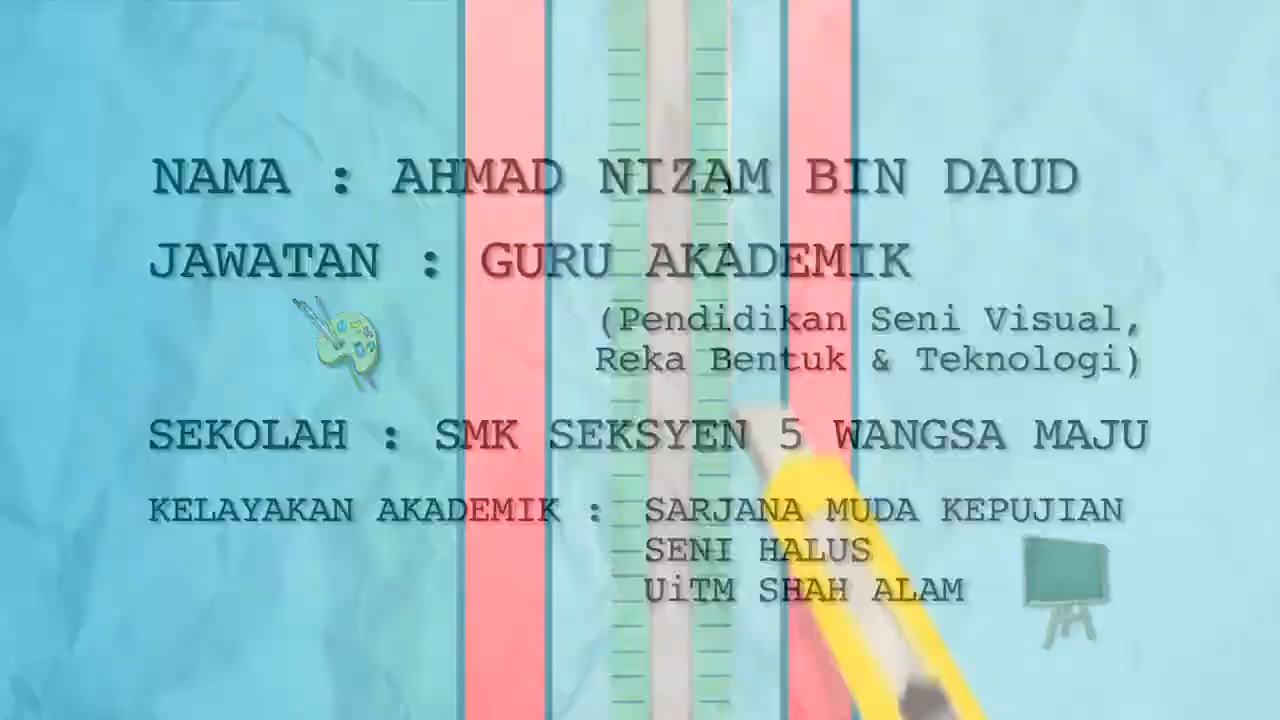 NAMA : AHMAD NIZAM BIN DAUD
JAWATAN : GURU AKADEMIK
(Pendidikan Seni Visual,
Reka Bentuk & Teknologi)
SEKOLAH : SMK SEKSYEN 5 WANGSA MAJU
KELAYAKAN AKADEMIK : SARJANA MUDA KEPUJIAN
SENI HALUS
UiTM SHAH ALAM